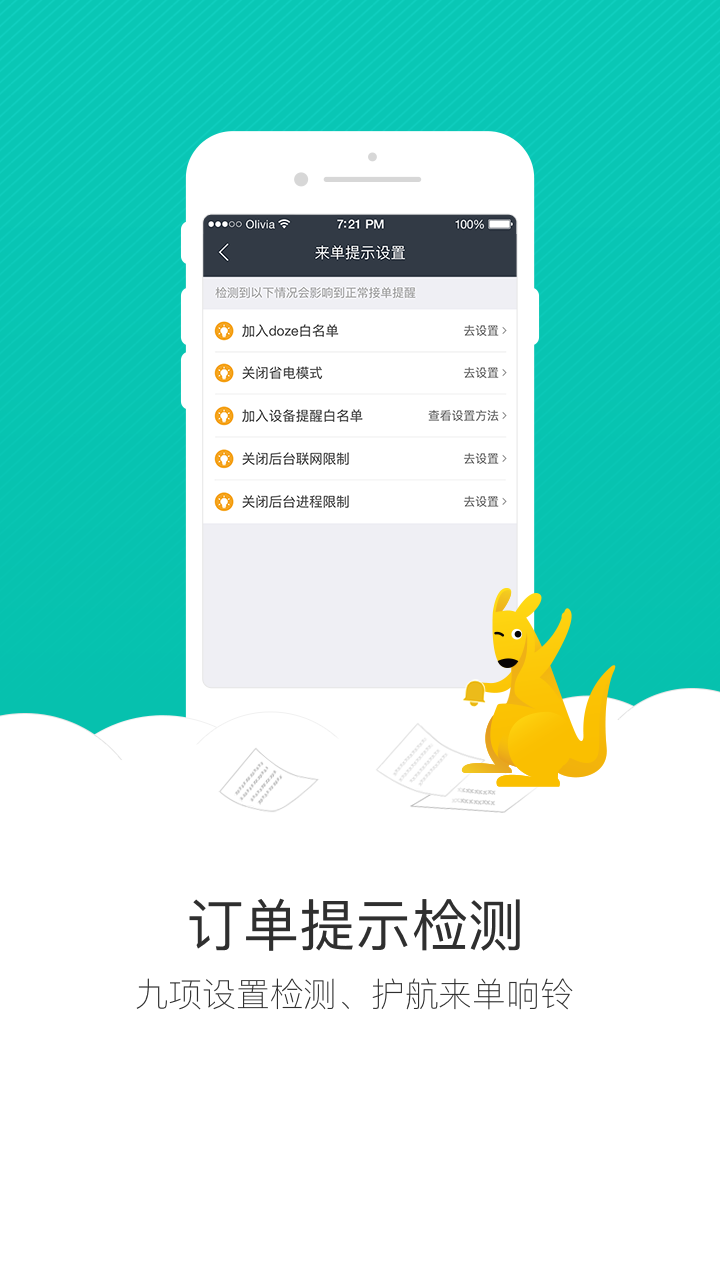 Olivia 7:21 PM 100%
来单提示设置
检测到以下情况会影响到正常接单提醒
加入doze白名单 去设置
关闭省电模式 去设置
加入设备提醒白名单 查看设置方法
关闭后台联网限制 去设置
关闭后台进程限制 去设置
订单提示检测
九项设置检测、护航来单响铃